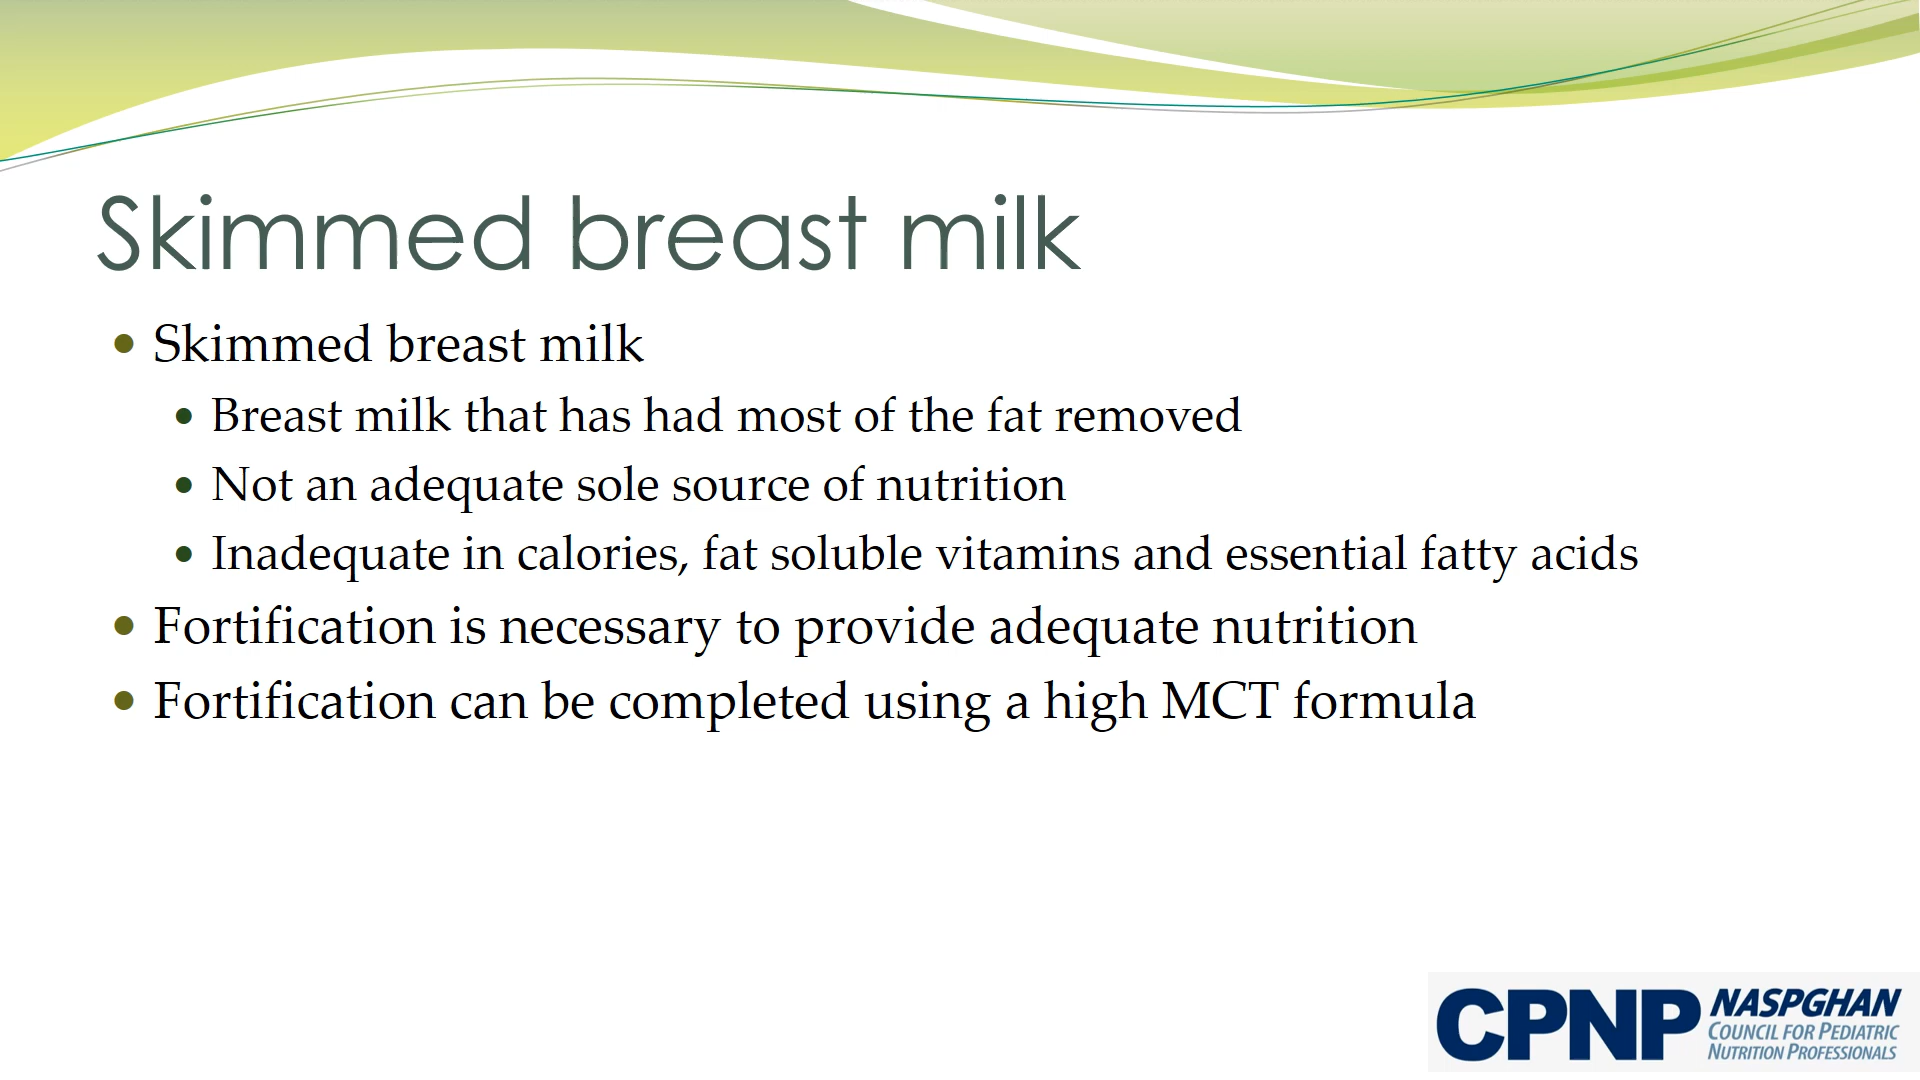 Skimmed breast milk
• Skimmed breast milk
• Breast milk that has had most of the fat removed
• Not an adequate sole source of nutrition
• Inadequate in calories, fat soluble vitamins and essential fatty acids
• Fortification is necessary to provide adequate nutrition
• Fortification can be completed using a high MCT formula
CPNP NASPGHAN
COUNCIL FOR PEDIATRIC
NUTRITION PROFESSIONALS